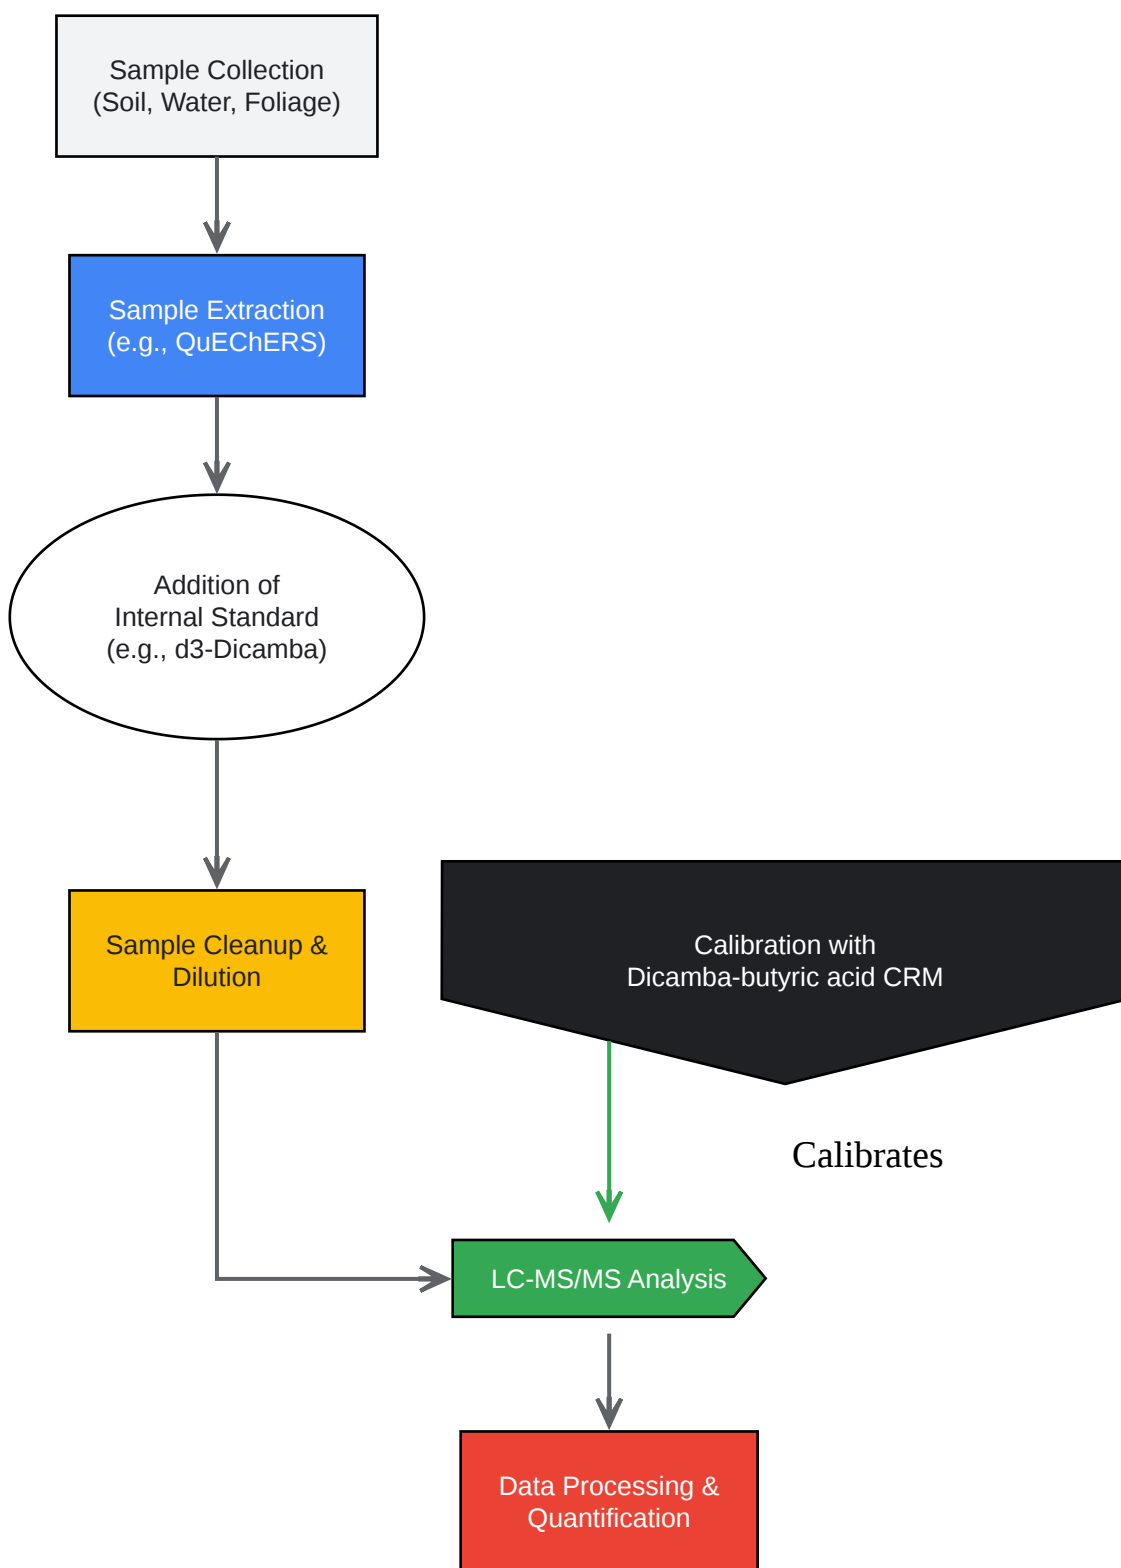 Sample Collection
(Soil, Water, Foliage)
Sample Extraction
(e.g., QuEChERS)
Addition of
Internal Standard
(e.g., d3-Dicamba)
Sample Cleanup &
Dilution
Calibration with
Dicamba-butyric acid CRM
Calibrates
LC-MS/MS Analysis
Data Processing &
Quantification